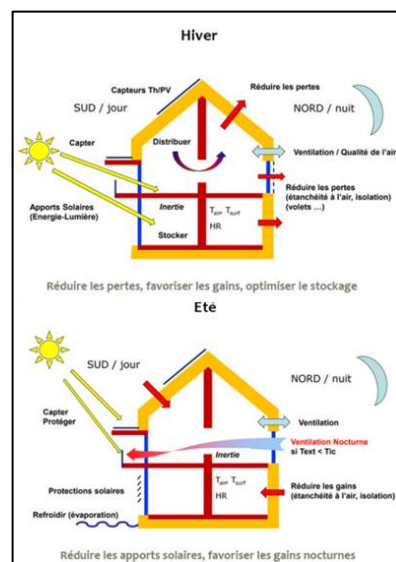 Hiver
Capteurs Th/PV
Réduire les pertes
SUD / jour
NORD / nuit
Capter
Distribuer
Ventilation / Qualité de l'air
Apports Solaires
(Energie-Lumière)
Inertie
Stocker
Tair, Tsurf
HR
Réduire les pertes
(étanchéité à l'air, isolation)
(volets ...)
Réduire les pertes, favoriser les gains, optimiser le stockage
Eté
SUD / jour
NORD / nuit
Capter
Protéger
Ventilation
Ventilation Nocturne
si Text < Tic
Inertie
Protections solaires
Tair, Tsurf
HR
Réduire les gains
(étanchéité à l'air, isolation)
Refroidir (évaporation)
Réduire les apports solaires, favoriser les gains nocturnes